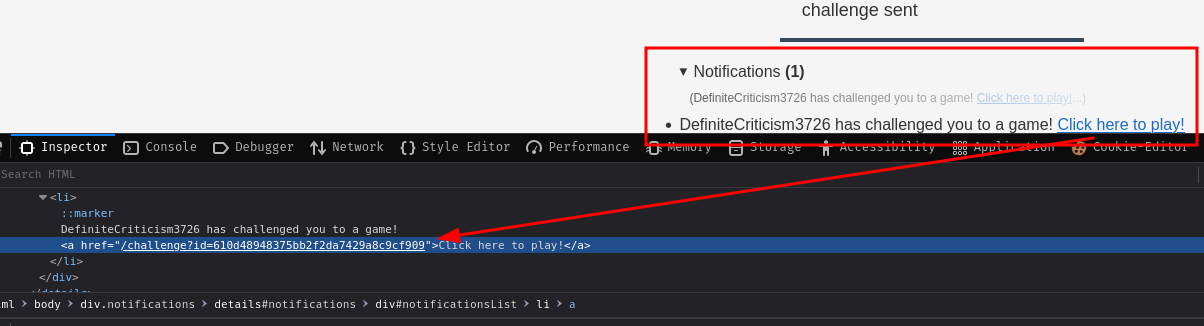 challenge sent
▼ Notifications (1)
(DefiniteCriticism3726 has challenged you to a game! Click here to play!...)
• DefiniteCriticism3726 has challenged you to a game! Click here to play!
Inspector Console Debugger Network {} Style Editor Performance Memory Storage Accessibility Application Cookie-Editor
Search HTML
<li>
::marker
DefiniteCriticism3726 has challenged you to a game!
<a href="/challenge?id=610d48948375bb2f2da7429a8c9cf909">Click here to play!</a>
</li>
</div>
</details>
ml > body > div.notifications > details#notifications > div#notificationsList > li > a